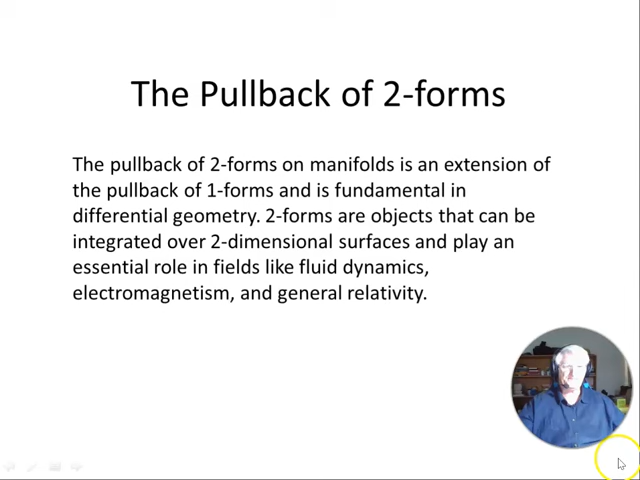 The Pullback of 2-forms
The pullback of 2-forms on manifolds is an extension of
the pullback of 1-forms and is fundamental in
differential geometry. 2-forms are objects that can be
integrated over 2-dimensional surfaces and play an
essential role in fields like fluid dynamics,
electromagnetism, and general relativity.